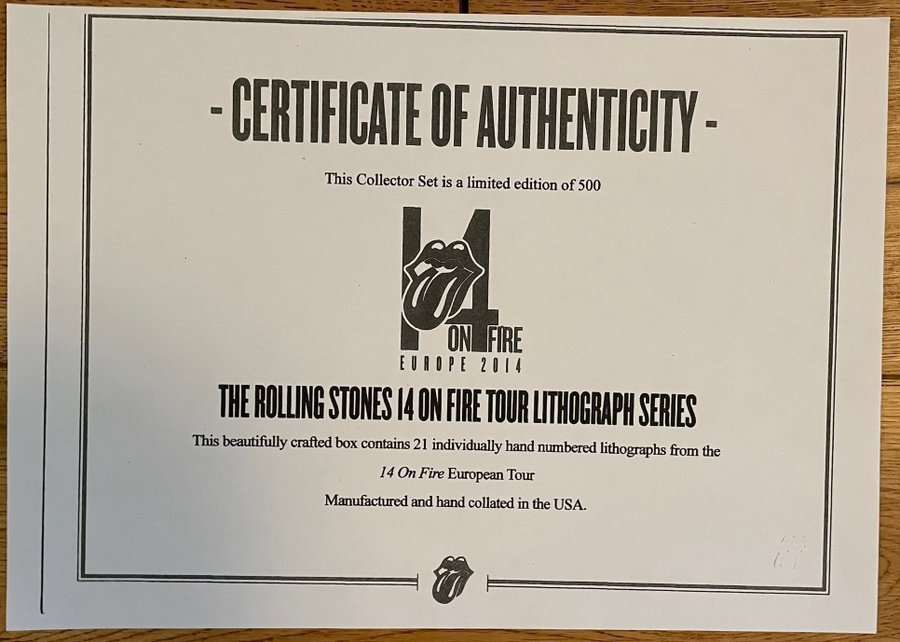 - CERTIFICATE OF AUTHENTICITY -
This Collector Set is a limited edition of 500
14
ON FIRE
EUROPE 2014
THE ROLLING STONES 14 ON FIRE TOUR LITHOGRAPH SERIES
This beautifully crafted box contains 21 individually hand numbered lithographs from the
14 On Fire European Tour
Manufactured and hand collated in the USA.